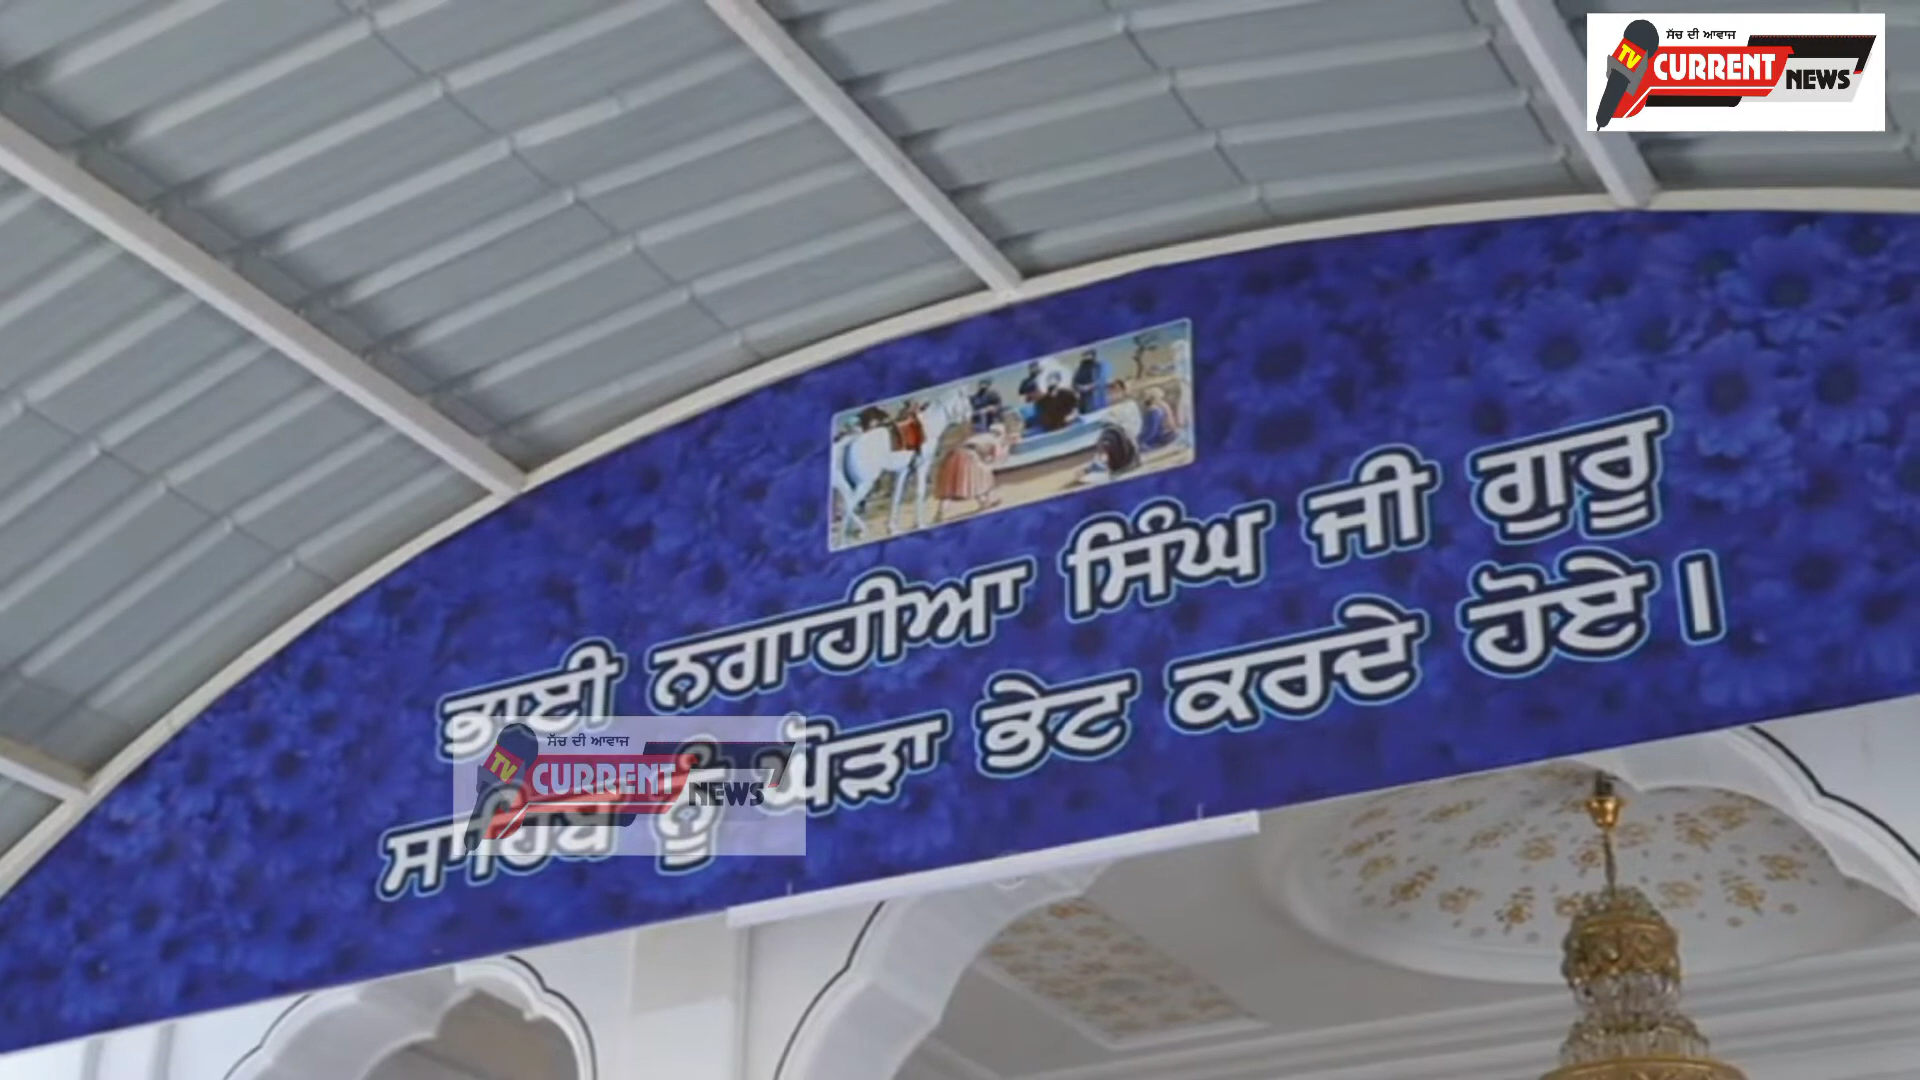 ਸੱਚ ਦੀ ਆਵਾਜ
TV CURRENT NEWS
ਭਾਈ ਨਗਾਹੀਆ ਸਿੰਘ ਜੀ ਗੁਰੂ
ਸਾਹਿਬ ਨੂੰ ਘੋੜਾ ਭੇਟ ਕਰਦੇ ਹੋਏ।
ਸੱਚ ਦੀ ਆਵਾਜ
TV CURRENT NEWS